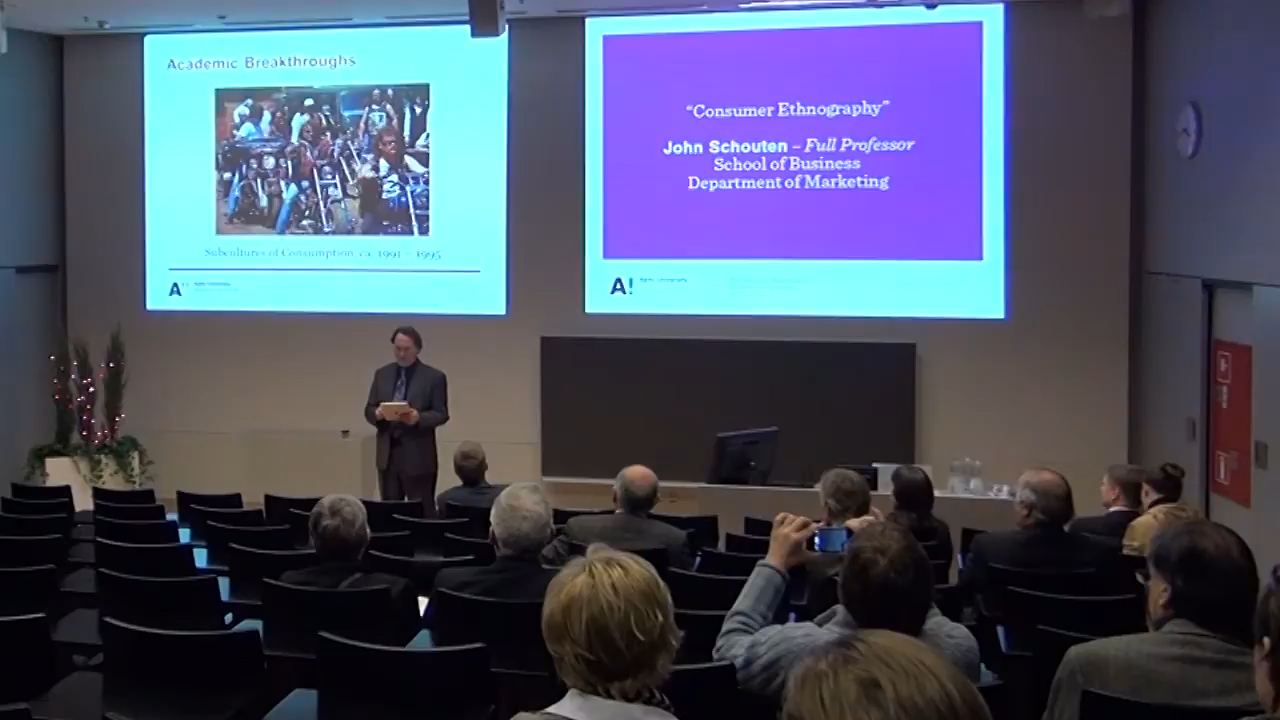 Academic Breakthroughs
Subcultures of Consumption, ca. 1991 – 1995
A!
“Consumer Ethnography”
John Schouten – Full Professor
School of Business
Department of Marketing
A!